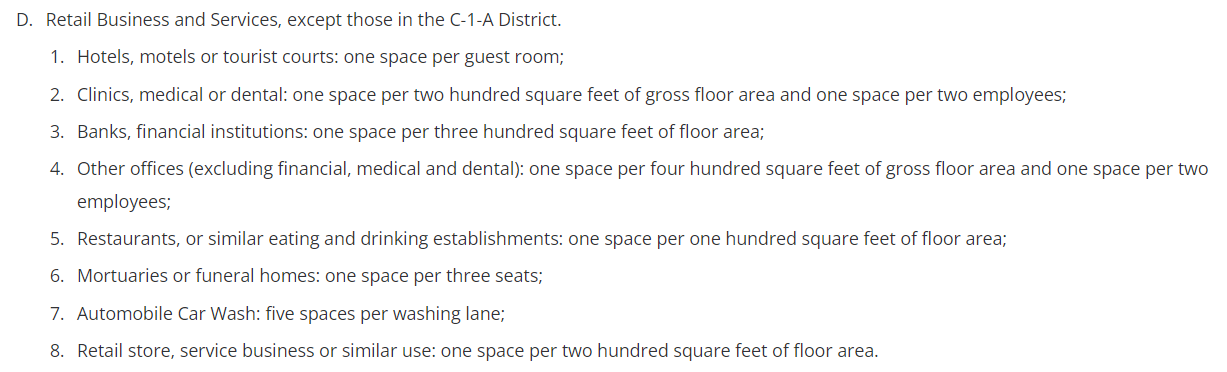 D. Retail Business and Services, except those in the C-1-A District.
1. Hotels, motels or tourist courts: one space per guest room;
2. Clinics, medical or dental: one space per two hundred square feet of gross floor area and one space per two employees;
3. Banks, financial institutions: one space per three hundred square feet of floor area;
4. Other offices (excluding financial, medical and dental): one space per four hundred square feet of gross floor area and one space per two
employees;
5. Restaurants, or similar eating and drinking establishments: one space per one hundred square feet of floor area;
6. Mortuaries or funeral homes: one space per three seats;
7. Automobile Car Wash: five spaces per washing lane;
8. Retail store, service business or similar use: one space per two hundred square feet of floor area.